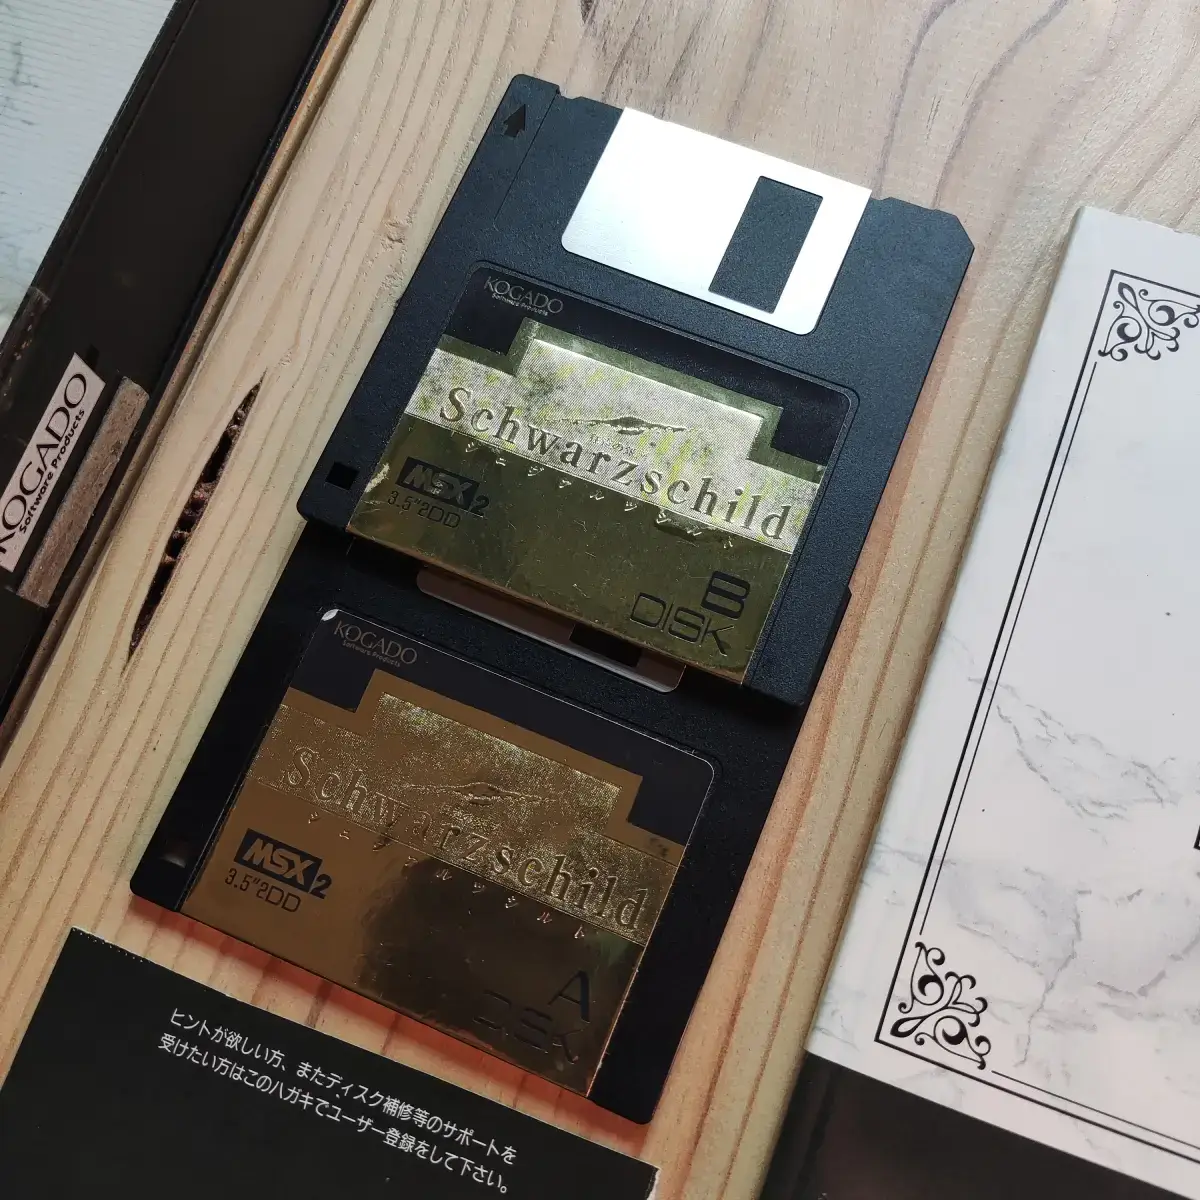 KOGADO
Software Products
KOGADO
Software Products
Schwarzschild
シュヴァルツシルト
MSX2
3.5"2DD
B
DISK
KOGADO
Software Products
Schwarzschild
シュヴァルツシルト
MSX2
3.5"2DD
A
DISK
ヒントが欲しい方、またディスク補修等のサポートを
受けたい方はこのハガキでユーザー登録をして下さい。